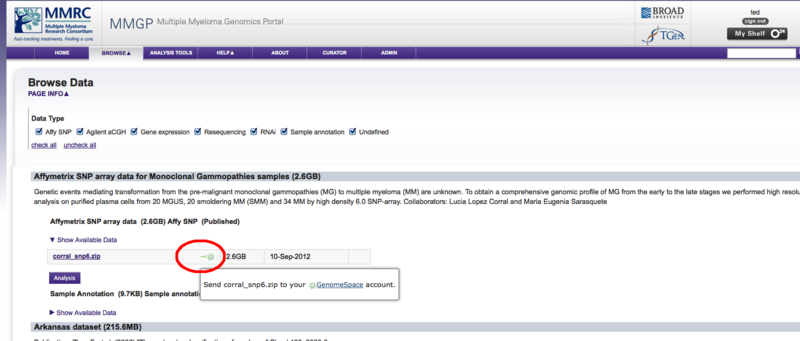 MMRC
Multiple Myeloma
Research Consortium
Fast-tracking treatments. Finding a cure.
MMGP Multiple Myeloma Genomics Portal
BROAD
INSTITUTE
TGen
ted
sign out
My Shelf
HOME BROWSE▲ ANALYSIS TOOLS HELP▲ ABOUT CURATOR ADMIN
Browse Data
PAGE INFO▲
Data Type
Affy SNP Agilent aCGH Gene expression Resequencing RNAi Sample annotation Undefined
check all uncheck all
Affymetrix SNP array data for Monoclonal Gammopathies samples (2.6GB)
Genetic events mediating transformation from the pre-malignant monoclonal gammopathies (MG) to multiple myeloma (MM) are unknown. To obtain a comprehensive genomic profile of MG from the early to the late stages we performed high resolu
analysis on purified plasma cells from 20 MGUS, 20 smoldering MM (SMM) and 34 MM by high density 6.0 SNP-array. Collaborators: Lucia Lopez Corral and Maria Eugenia Sarasquete
Affymetrix SNP array data (2.6GB) Affy SNP (Published)
▼ Show Available Data
corral_snp6.zip 2.6GB 10-Sep-2012
Analysis
Send corral_snp6.zip to your GenomeSpace account.
Sample Annotation (9.7KB) Sample annotatio
▶ Show Available Data
Arkansas dataset (215.6MB)